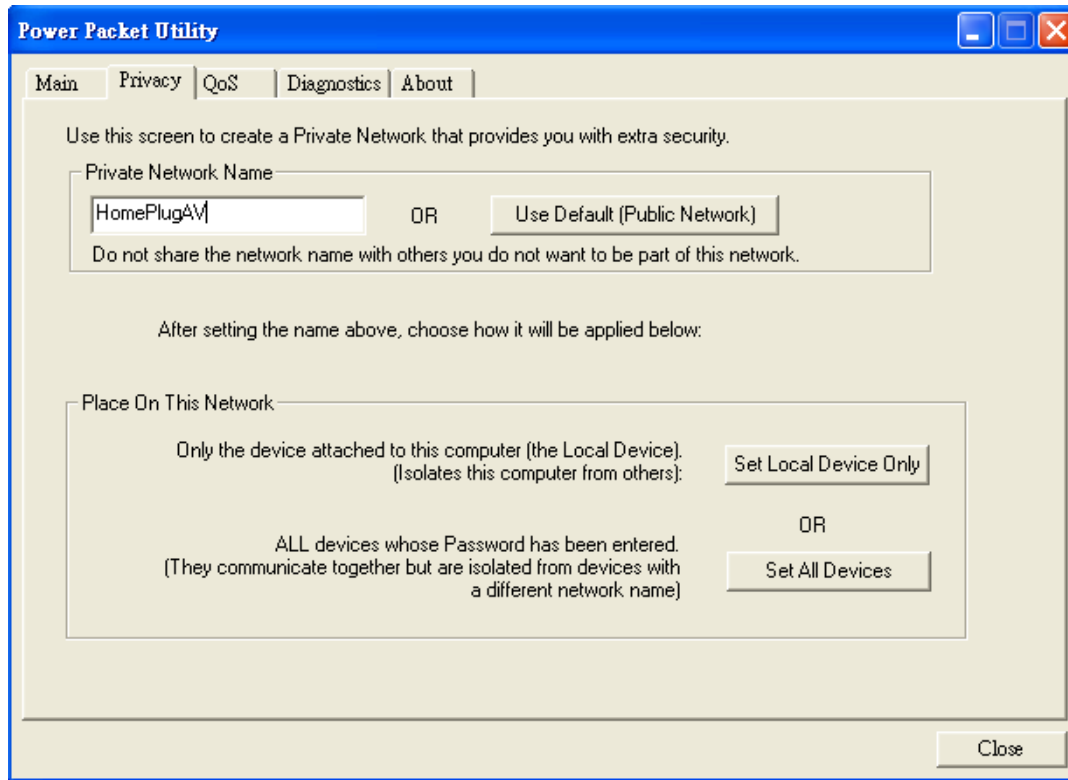 Power Packet Utility
Main Privacy QoS Diagnostics About
Use this screen to create a Private Network that provides you with extra security.
Private Network Name
HomePlugAV OR Use Default (Public Network)
Do not share the network name with others you do not want to be part of this network.
After setting the name above, choose how it will be applied below:
Place On This Network
Only the device attached to this computer (the Local Device).
(Isolates this computer from others): Set Local Device Only
OR
ALL devices whose Password has been entered.
(They communicate together but are isolated from devices with Set All Devices
a different network name)
Close